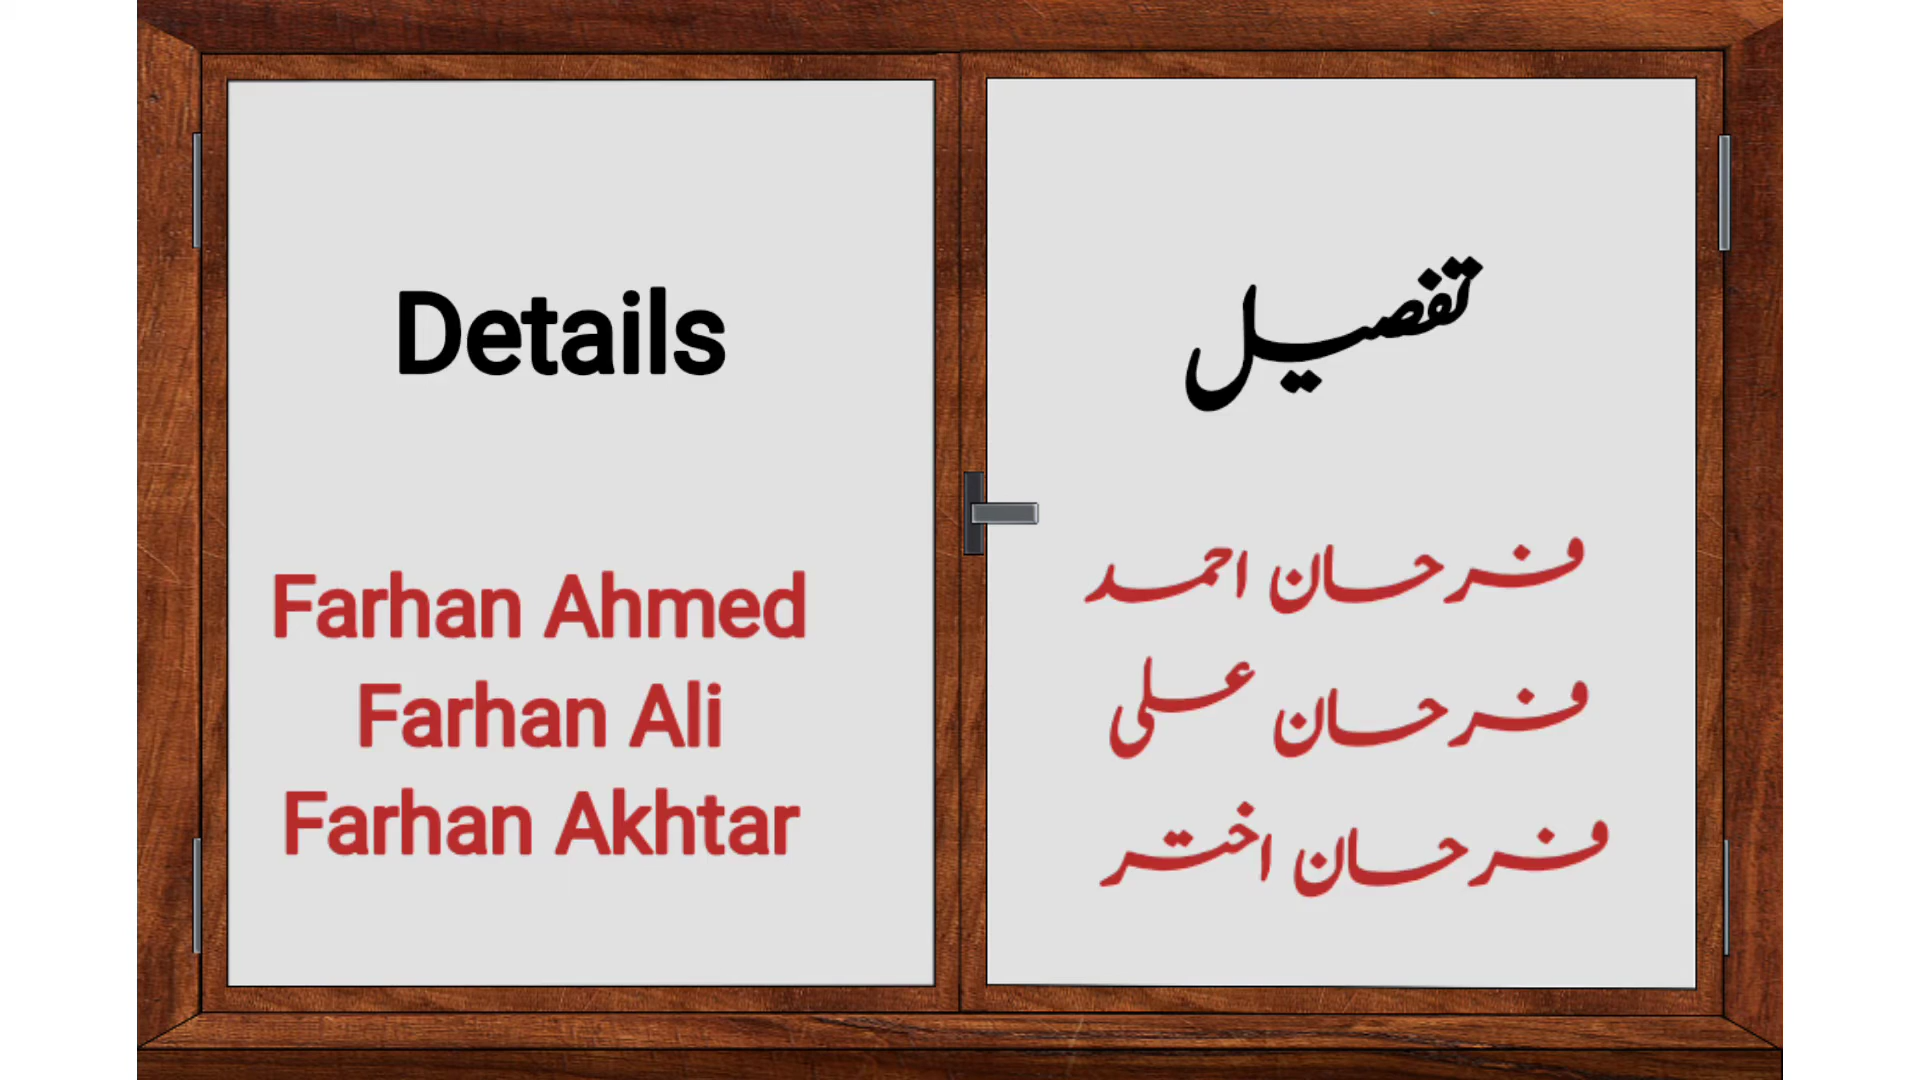 Details
Farhan Ahmed
Farhan Ali
Farhan Akhtar
تفصیل
فرحان احمد
فرحان علی
فرحان اختر